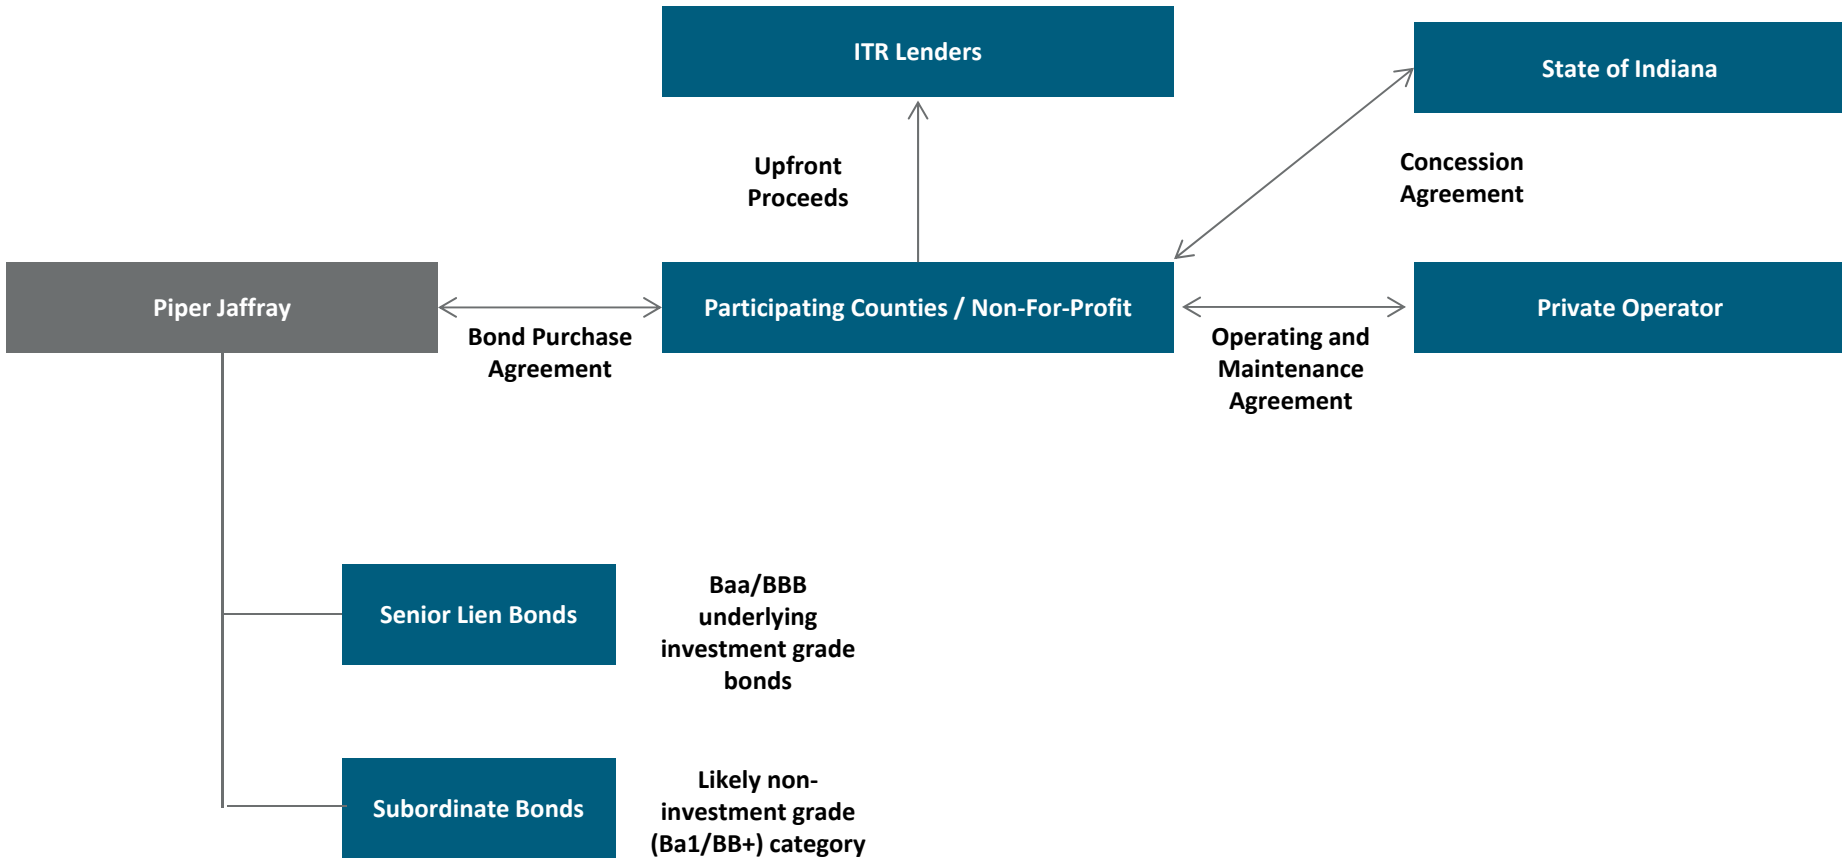 ITR Lenders
State of Indiana
Upfront
Proceeds
Concession
Agreement
Piper Jaffray
Participating Counties / Non-For-Profit
Private Operator
Bond Purchase
Agreement
Operating and
Maintenance
Agreement
Senior Lien Bonds
Baa/BBB
underlying
investment grade
bonds
Subordinate Bonds
Likely non-
investment grade
(Ba1/BB+) category